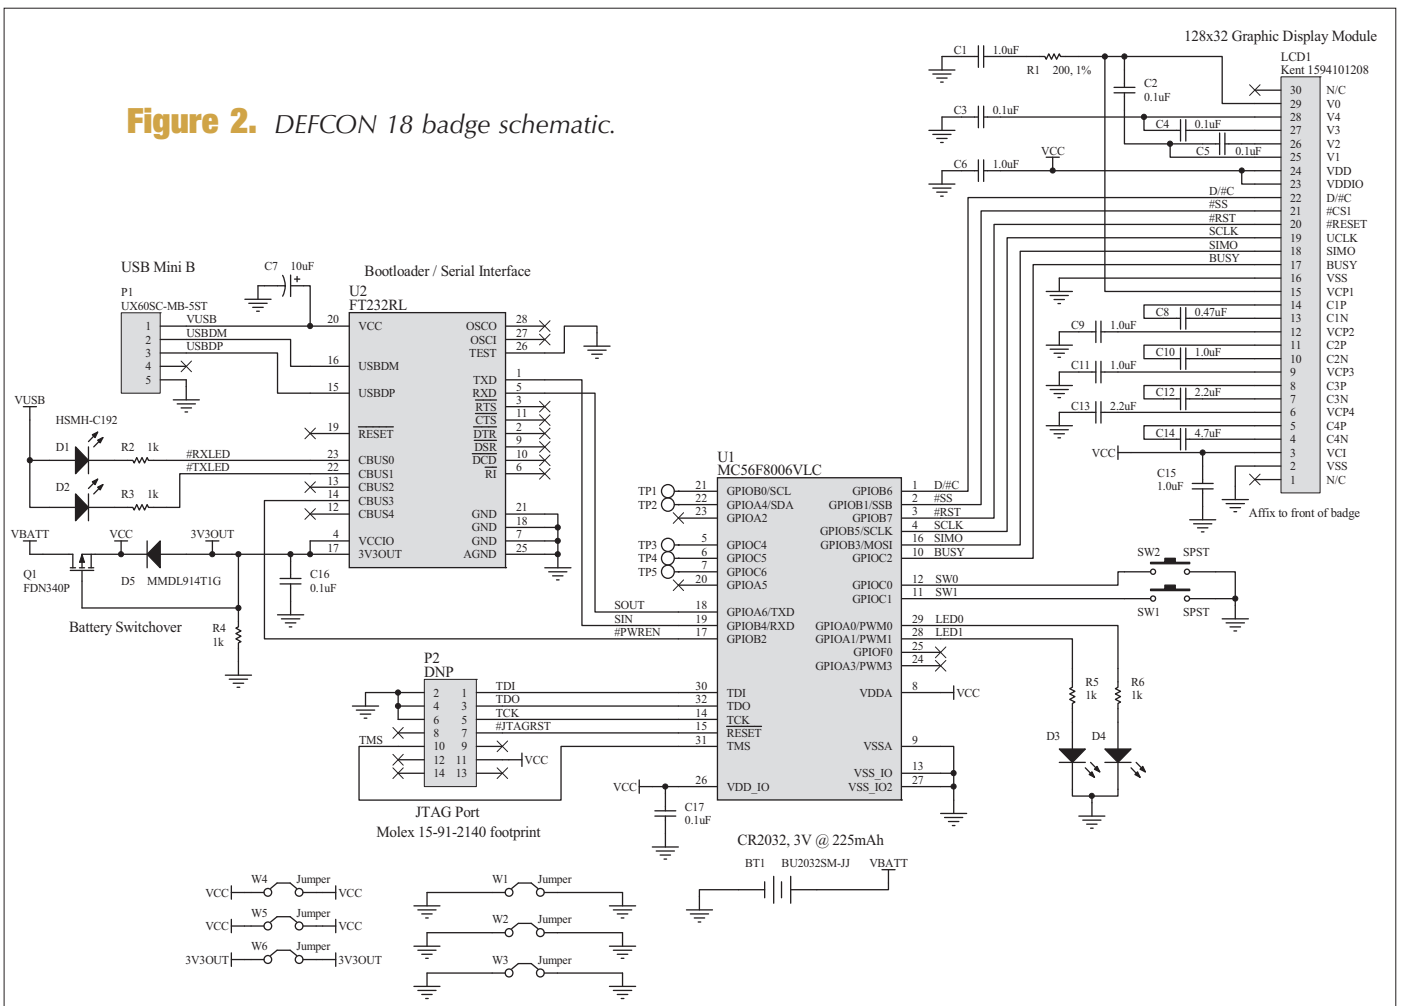 Figure 2. DEFCON 18 badge schematic.
128x32 Graphic Display Module
LCD1
Kent 1594101208
C1 1.0uF
R1 200, 1%
C2
0.1uF
C3 0.1uF
C4 0.1uF
C5 0.1uF
C6 1.0uF
VCC
30 N/C
29 V0
28 V4
27 V3
26 V2
25 V1
24 VDD
23 VDDIO
D/#C 22 D/#C
#SS 21 #CS1
#RST 20 #RESET
SCLK 19 UCLK
SIMO 18 SIMO
BUSY 17 BUSY
16 VSS
15 VCP1
14 C1P
C8 0.47uF
13 C1N
C9 1.0uF
12 VCP2
11 C2P
C10 1.0uF
10 C2N
C11 1.0uF
9 VCP3
8 C3P
C12 2.2uF
7 C3N
C13 2.2uF
6 VCP4
5 C4P
C14 4.7uF
4 C4N
VCC
3 VCI
C15
1.0uF
2 VSS
1 N/C
Affix to front of badge
USB Mini B
P1
UX60SC-MB-5ST
1 VUSB
2 USBDM
3 USBDP
4
5
C7 10uF
+
Bootloader / Serial Interface
U2
FT232RL
20 VCC
16 USBDM
15 USBDP
19 RESET
23 CBUS0
22 CBUS1
13 CBUS2
14 CBUS3
12 CBUS4
4 VCCIO
17 3V3OUT
OSCO 28
OSCI 27
TEST 26
TXD 1
RXD 5
RTS 3
CTS 11
DTR 2
DSR 9
DCD 10
RI 6
GND 21
GND 18
GND 7
AGND 25
VUSB
HSMH-C192
D1 R2 1k #RXLED
#TXLED
D2 R3 1k
VBATT VCC 3V3OUT
Q1
FDN340P
D5 MMDL914T1G
C16
0.1uF
Battery Switchover
R4
1k
SOUT
SIN
#PWREN
U1
MC56F8006VLC
TP1 21 GPIOB0/SCL
TP2 22 GPIOA4/SDA
23 GPIOA2
TP3 5 GPIOC4
TP4 6 GPIOC5
TP5 7 GPIOC6
20 GPIOA5
18 GPIOA6/TXD
19 GPIOB4/RXD
17 GPIOB2
30 TDI
32 TDO
14 TCK
15 RESET
31 TMS
26 VDD_IO
GPIOB6 1 D/#C
GPIOB1/SSB 2 #SS
GPIOB7 3 #RST
GPIOB5/SCLK 4 SCLK
GPIOB3/MOSI 16 SIMO
GPIOC2 10 BUSY
GPIOC0 12 SW0
GPIOC1 11 SW1
GPIOA0/PWM0 29 LED0
GPIOA1/PWM1 28 LED1
GPIOF0 25
GPIOA3/PWM3 24
VDDA 8 VCC
VSSA 9
VSS_IO 13
VSS_IO2 27
SW2 SPST
SW1 SPST
R5
1k
R6
1k
D3 D4
P2
DNP
2 1 TDI
4 3 TDO
6 5 TCK
8 7 #JTAGRST
TMS 10 9
12 11 VCC
14 13
JTAG Port
Molex 15-91-2140 footprint
VCC
C17
0.1uF
CR2032, 3V @ 225mAh
BT1 BU2032SM-JJ VBATT
VCC W4 Jumper VCC
VCC W5 Jumper VCC
3V3OUT W6 Jumper 3V3OUT
W1 Jumper
W2 Jumper
W3 Jumper